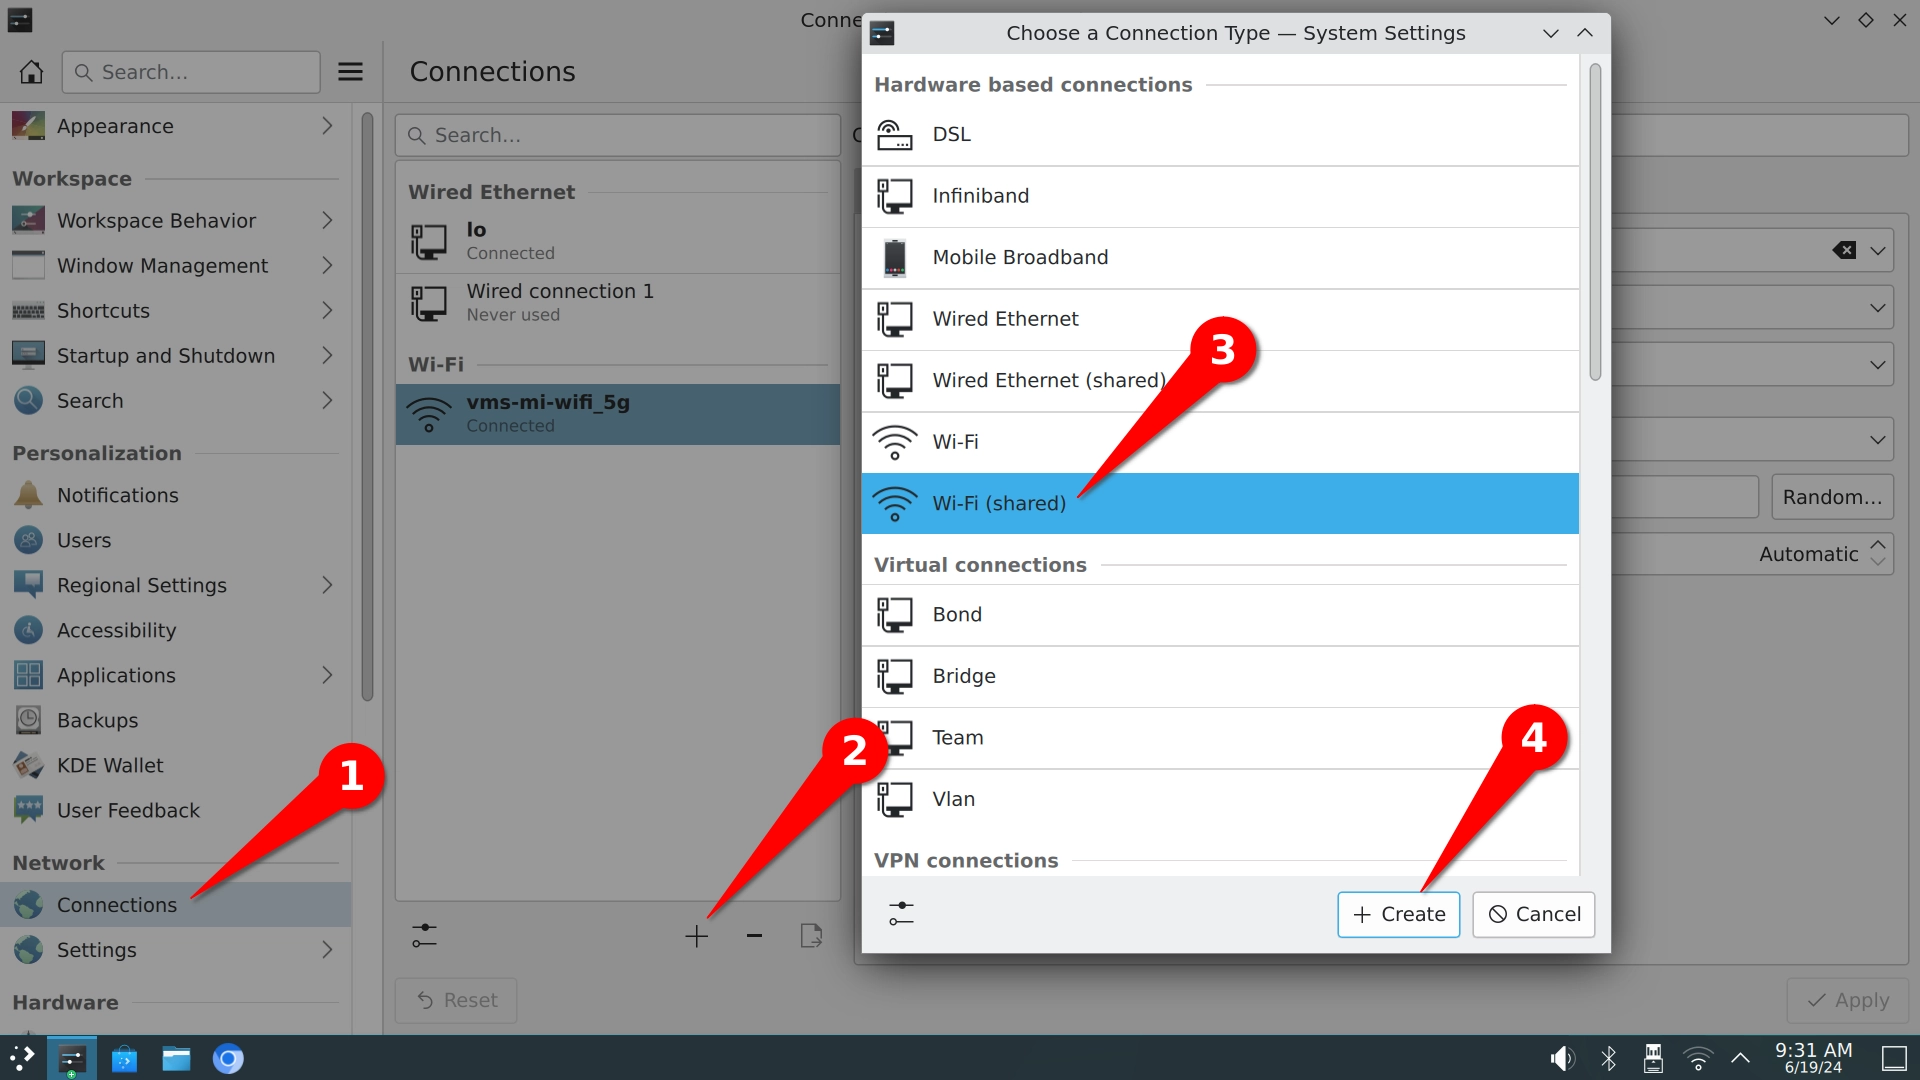 Conne
Search...
Connections
Appearance
Workspace
Workspace Behavior
Window Management
Shortcuts
Startup and Shutdown
Search
Personalization
Notifications
Users
Regional Settings
Accessibility
Applications
Backups
KDE Wallet
User Feedback
Network
Connections
Settings
Hardware
1
Search...
Wired Ethernet
lo
Connected
Wired connection 1
Never used
Wi-Fi
vms-mi-wifi_5g
Connected
2
Reset
Choose a Connection Type — System Settings
Hardware based connections
DSL
Infiniband
Mobile Broadband
Wired Ethernet
Wired Ethernet (shared)
Wi-Fi
Wi-Fi (shared)
3
Virtual connections
Bond
Bridge
Team
Vlan
VPN connections
4
Create
Cancel
Random...
Automatic
Apply
9:31 AM
6/19/24